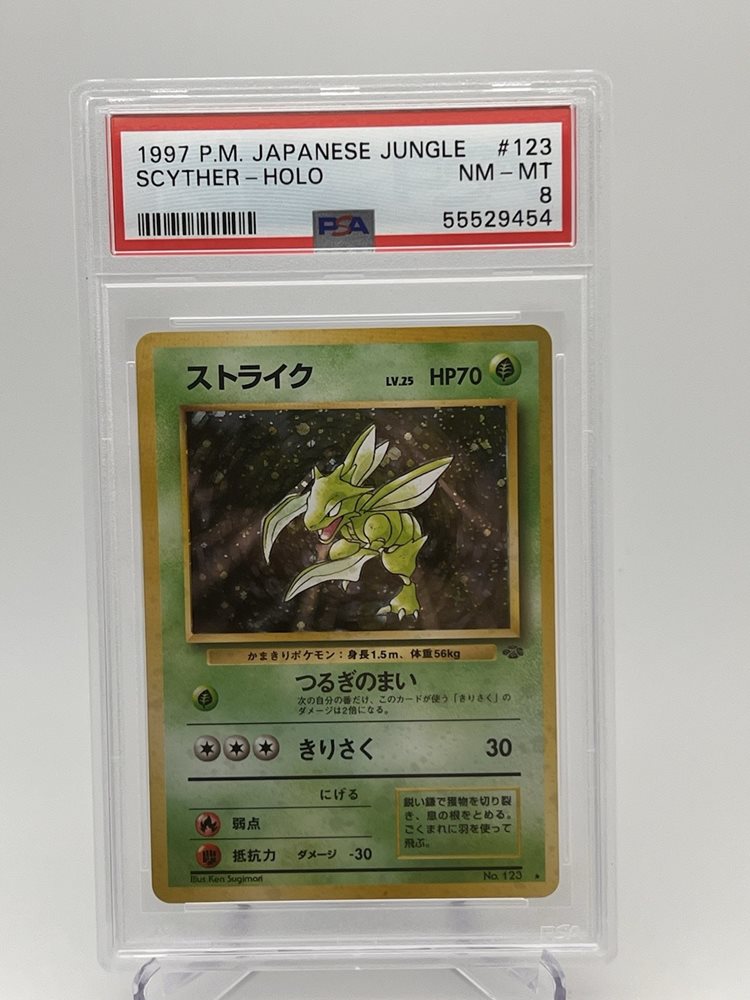 1997 P.M. JAPANESE JUNGLE #123
SCYTHER - HOLO NM - MT
8
PSA 55529454
ストライク LV.25 HP70
かまきりポケモン：身長1.5m、体重56kg
つるぎのまい
次の自分の番だけ、このカードが使う「きりさく」の
ダメージは2倍になる。
きりさく 30
にげる
弱点
抵抗力 ダメージ -30
鋭い鎌で獲物を切り裂
き、息の根をとめる。
ごくまれに羽を使って
飛ぶ。
Illus. Ken Sugimori No. 123 ★
PSA